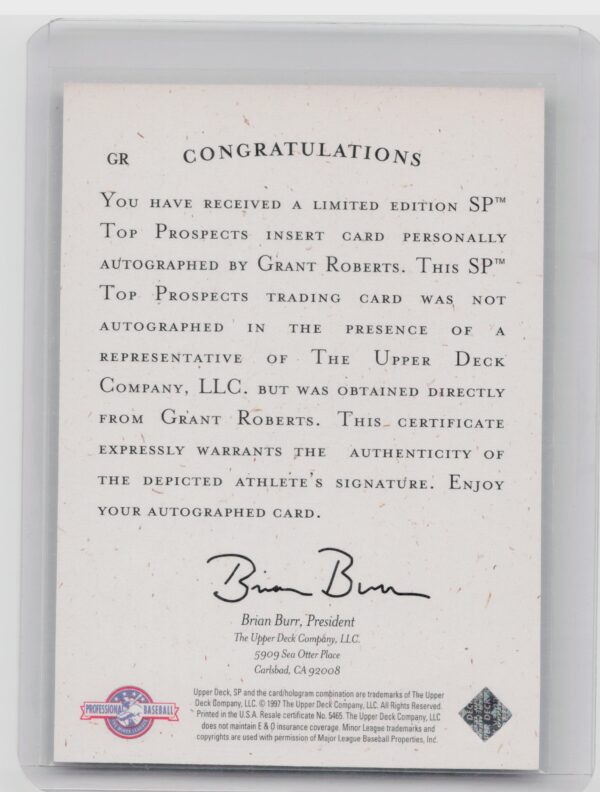 GR
CONGRATULATIONS
YOU HAVE RECEIVED A LIMITED EDITION SP™
TOP PROSPECTS INSERT CARD PERSONALLY
AUTOGRAPHED BY GRANT ROBERTS. THIS SP™
TOP PROSPECTS TRADING CARD WAS NOT
AUTOGRAPHED IN THE PRESENCE OF A
REPRESENTATIVE OF THE UPPER DECK
COMPANY, LLC. BUT WAS OBTAINED DIRECTLY
FROM GRANT ROBERTS. THIS CERTIFICATE
EXPRESSLY WARRANTS THE AUTHENTICITY OF
THE DEPICTED ATHLETE'S SIGNATURE. ENJOY
YOUR AUTOGRAPHED CARD.
Brian Burr
Brian Burr, President
The Upper Deck Company, LLC.
5909 Sea Otter Place
Carlsbad, CA 92008
Upper Deck, SP and the card/hologram combination are trademarks of The Upper
Deck Company, LLC. © 1997 The Upper Deck Company, LLC. All Rights Reserved.
Printed in the U.S.A. Resale certificate No. 5465. The Upper Deck Company, LLC
does not maintain E & O insurance coverage. Minor League trademarks and
copyrights are used with permission of Major League Baseball Properties, Inc.
PROFESSIONAL BASEBALL